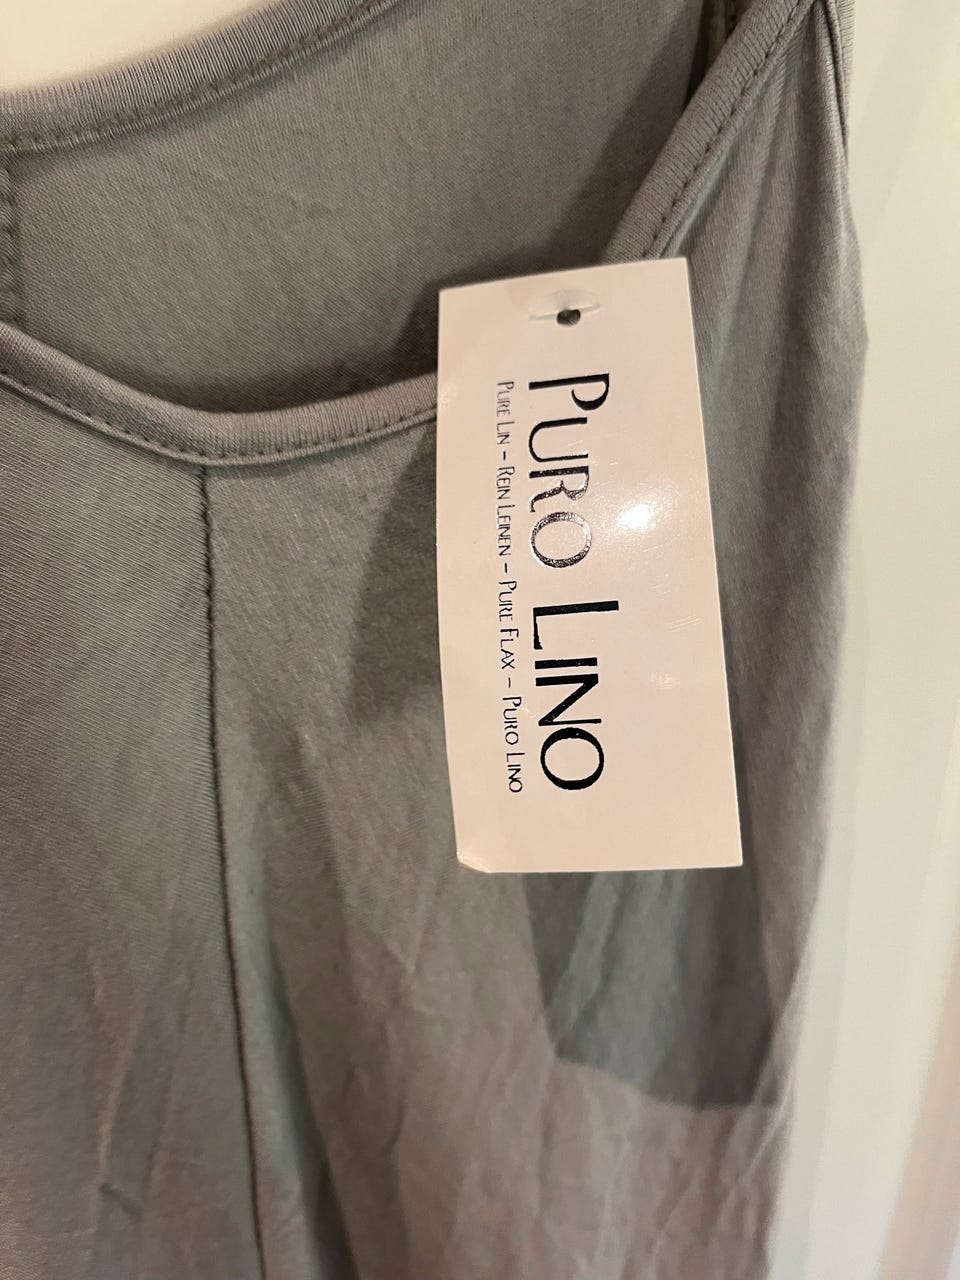 PURO LINO
PURE LIN - REIN LEINEN - PURE FLAX - PURO LINO